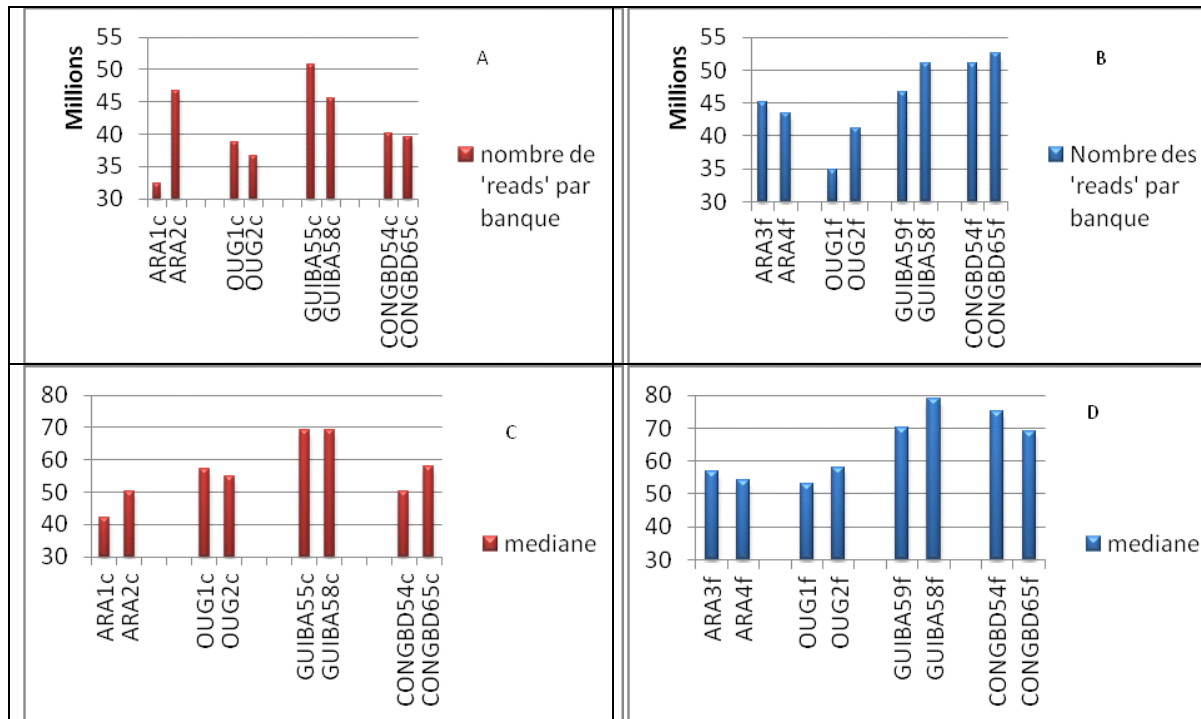 A
Millions
55
50
45
40
35
30
ARA1c
ARA2c
OUG1c
OUG2c
GUIBA55c
GUIBA58c
CONGBD54c
CONGBD65c
nombre de
'reads' par
banque
B
Millions
55
50
45
40
35
30
ARA3f
ARA4f
OUG1f
OUG2f
GUIBA59f
GUIBA58f
CONGBD54f
CONGBD65f
Nombre des
'reads' par
banque
C
80
70
60
50
40
30
ARA1c
ARA2c
OUG1c
OUG2c
GUIBA55c
GUIBA58c
CONGBD54c
CONGBD65c
mediane
D
80
70
60
50
40
30
ARA3f
ARA4f
OUG1f
OUG2f
GUIBA59f
GUIBA58f
CONGBD54f
CONGBD65f
mediane